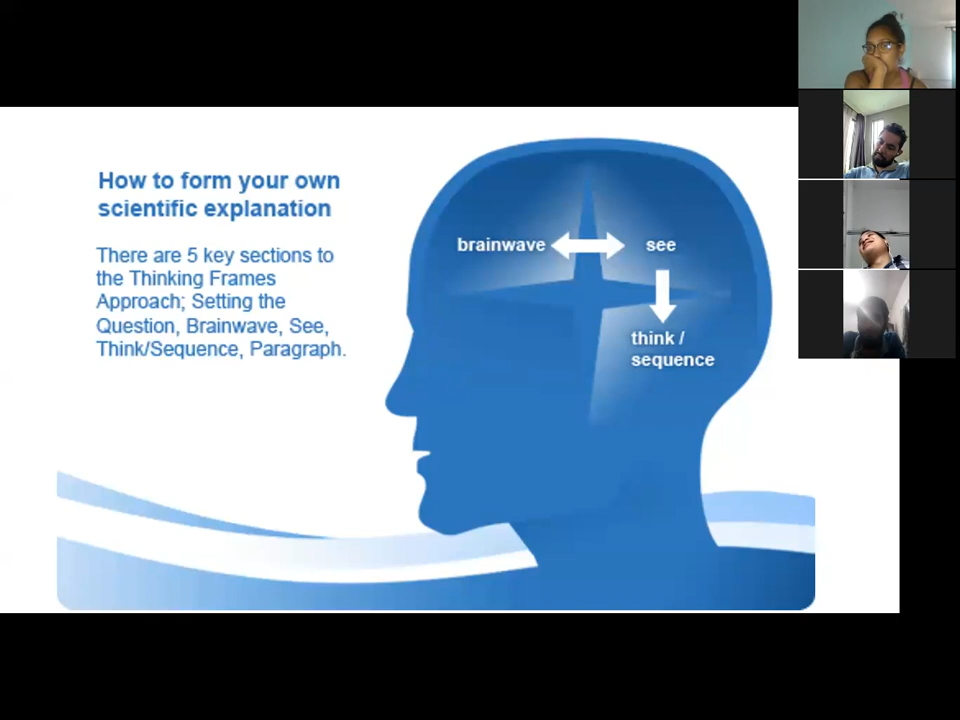 How to form your own
scientific explanation
There are 5 key sections to
the Thinking Frames
Approach; Setting the
Question, Brainwave, See,
Think/Sequence, Paragraph.
brainwave
see
think /
sequence